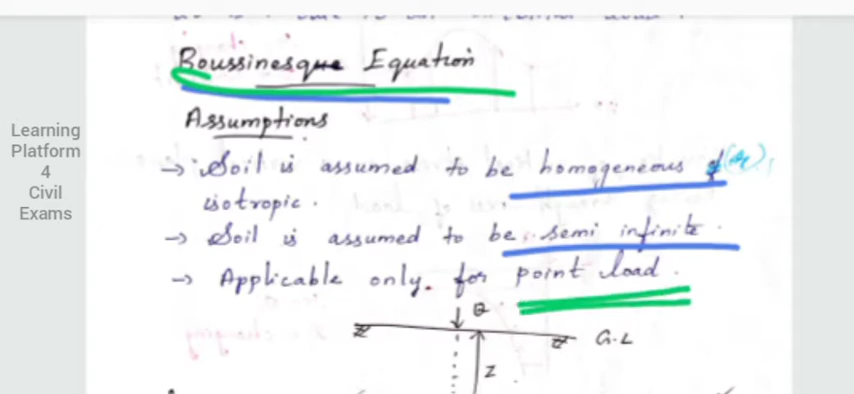 Boussinesque Equation
Assumptions
→ Soil is assumed to be homogeneous &
isotropic.
→ Soil is assumed to be semi infinite.
→ Applicable only for point load.
Q
G.L
Z
Learning
Platform
4
Civil
Exams